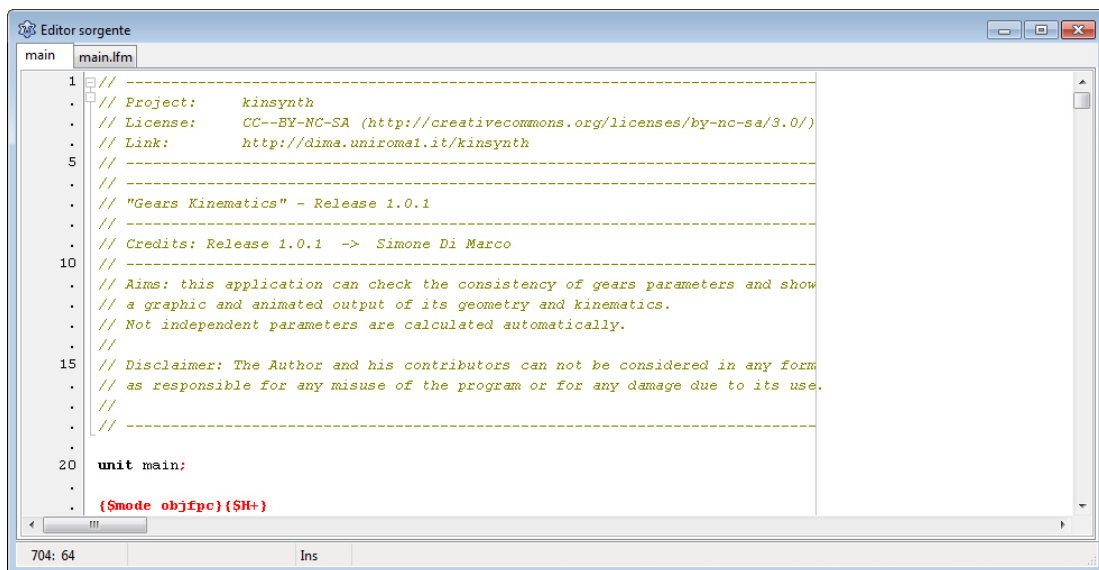 Editor sorgente
main main.lfm
1 // -----------------------------------------------------------------------------
. // Project: kinsynth
. // License: CC--BY-NC-SA (http://creativecommons.org/licenses/by-nc-sa/3.0/)
. // Link: http://dima.uniroma1.it/kinsynth
5 // -----------------------------------------------------------------------------
. // -----------------------------------------------------------------------------
. // "Gears Kinematics" - Release 1.0.1
. // -----------------------------------------------------------------------------
. // Credits: Release 1.0.1 -> Simone Di Marco
10 // -----------------------------------------------------------------------------
. // Aims: this application can check the consistency of gears parameters and show
. // a graphic and animated output of its geometry and kinematics.
. // Not independent parameters are calculated automatically.
. //
15 // Disclaimer: The Author and his contributors can not be considered in any form
. // as responsible for any misuse of the program or for any damage due to its use.
. //
. // -----------------------------------------------------------------------------
.
20 unit main;
.
. {$mode objfpc}{$H+}
704: 64 Ins